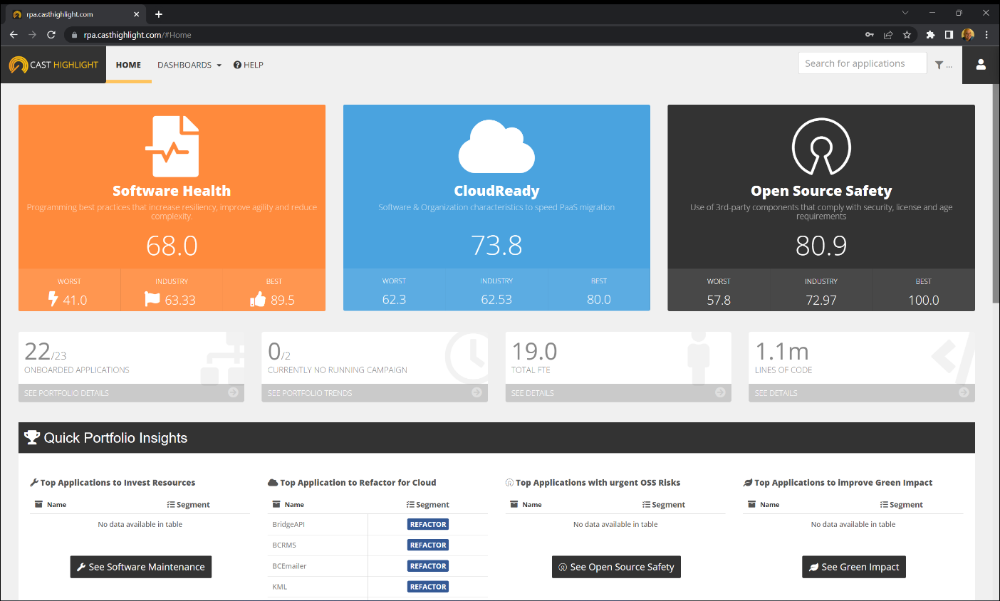 rpa.casthighlight.com
rpa.casthighlight.com/#Home
CAST HIGHLIGHT
HOME
DASHBOARDS
HELP
Search for applications
...
Software Health
Programming best practices that increase resiliency, improve agility and reduce
complexity.
68.0
WORST
INDUSTRY
BEST
41.0
63.33
89.5
CloudReady
Software & Organization characteristics to speed PaaS migration
73.8
WORST
INDUSTRY
BEST
62.3
62.53
80.0
Open Source Safety
Use of 3rd-party components that comply with security, license and age
requirements
80.9
WORST
INDUSTRY
BEST
57.8
72.97
100.0
22/23
ONBOARDED APPLICATIONS
SEE PORTFOLIO DETAILS
0/2
CURRENTLY NO RUNNING CAMPAIGN
SEE PORTFOLIO TRENDS
19.0
TOTAL FTE
SEE DETAILS
1.1m
LINES OF CODE
SEE DETAILS
Quick Portfolio Insights
Top Applications to Invest Resources
Name Segment
No data available in table
See Software Maintenance
Top Application to Refactor for Cloud
Name Segment
BridgeAPI REFACTOR
BCRMS REFACTOR
BCEmailer REFACTOR
KML REFACTOR
Top Applications with urgent OSS Risks
Name Segment
No data available in table
See Open Source Safety
Top Applications to improve Green Impact
Name Segment
No data available in table
See Green Impact